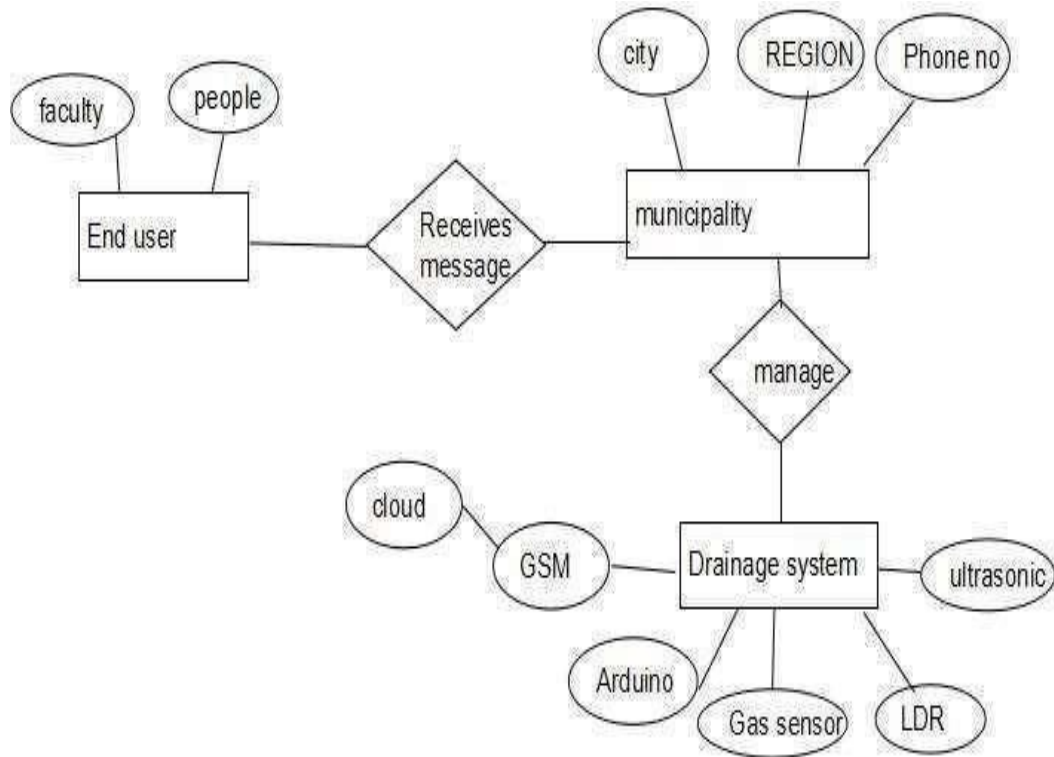 city
REGION
Phone no
faculty
people
End user
Receives
message
municipality
manage
cloud
GSM
Drainage system
ultrasonic
Arduino
Gas sensor
LDR